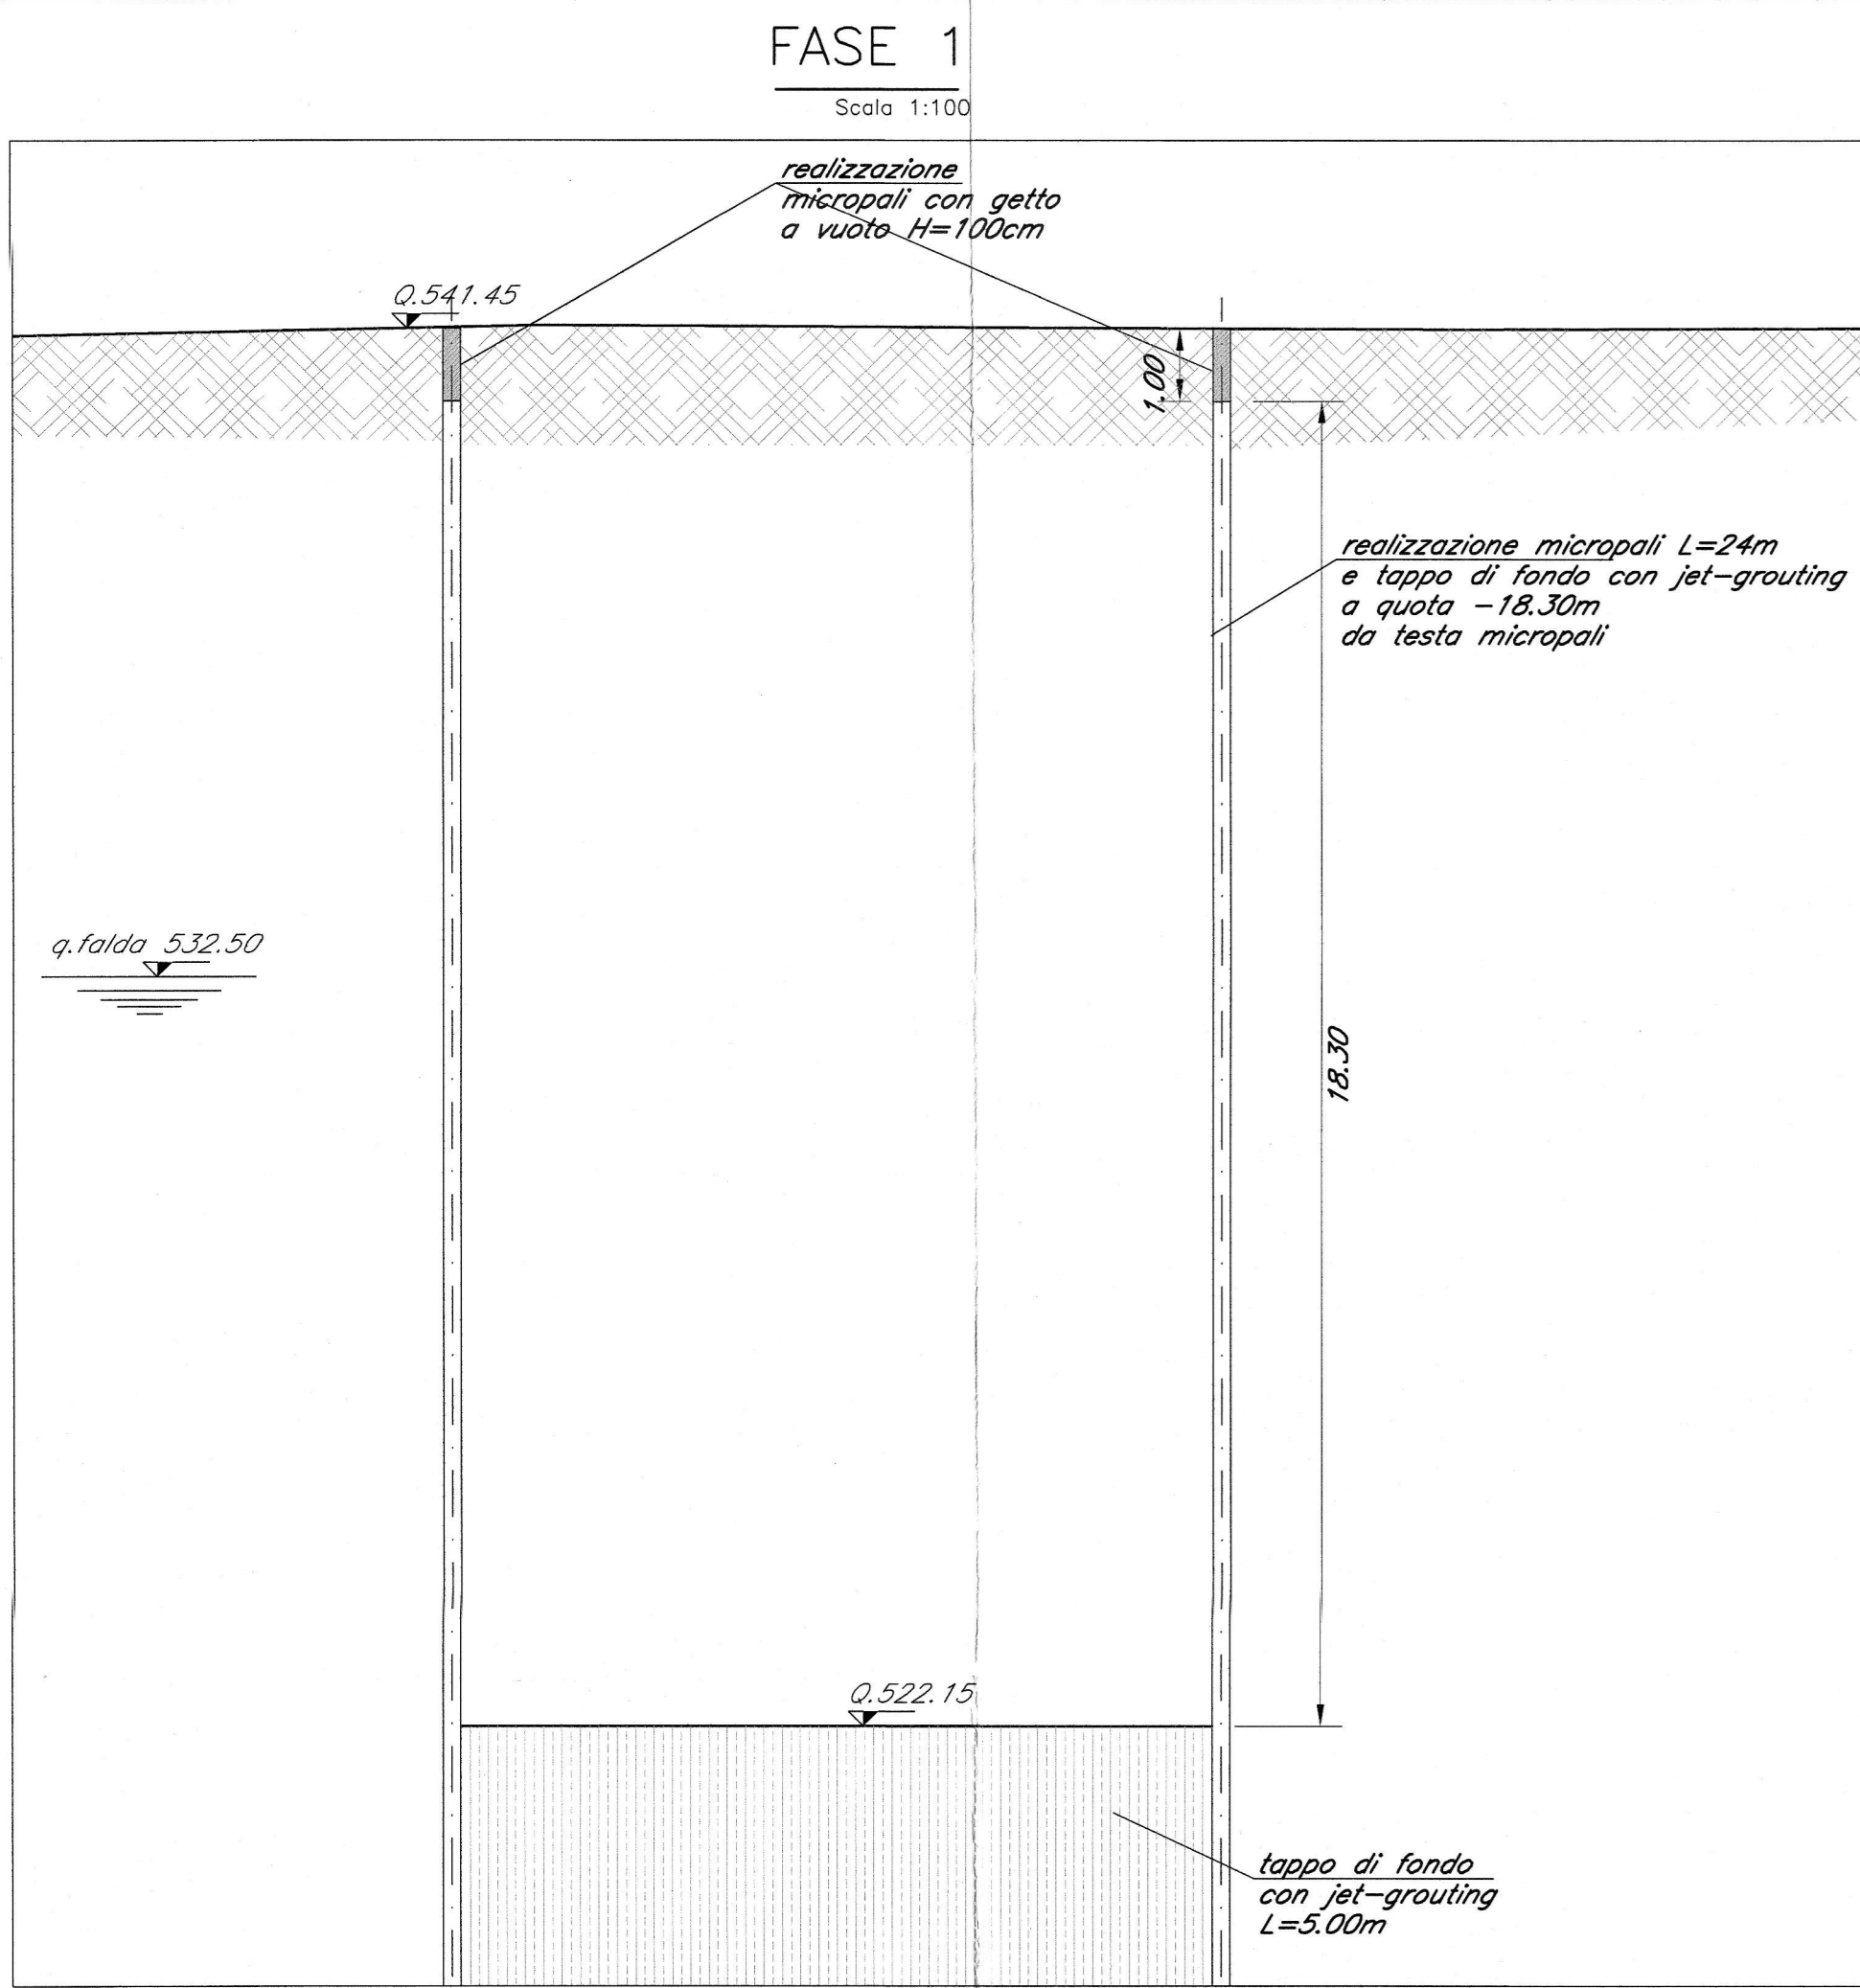 FASE 1
Scala 1:100
realizzazione
micropali con getto
a vuoto H=100cm
Q.541.45
1.00
realizzazione micropali L=24m
e tappo di fondo con jet-grouting
a quota -18.30m
da testa micropali
q.falda 532.50
18.30
Q.522.15
tappo di fondo
con jet-grouting
L=5.00m